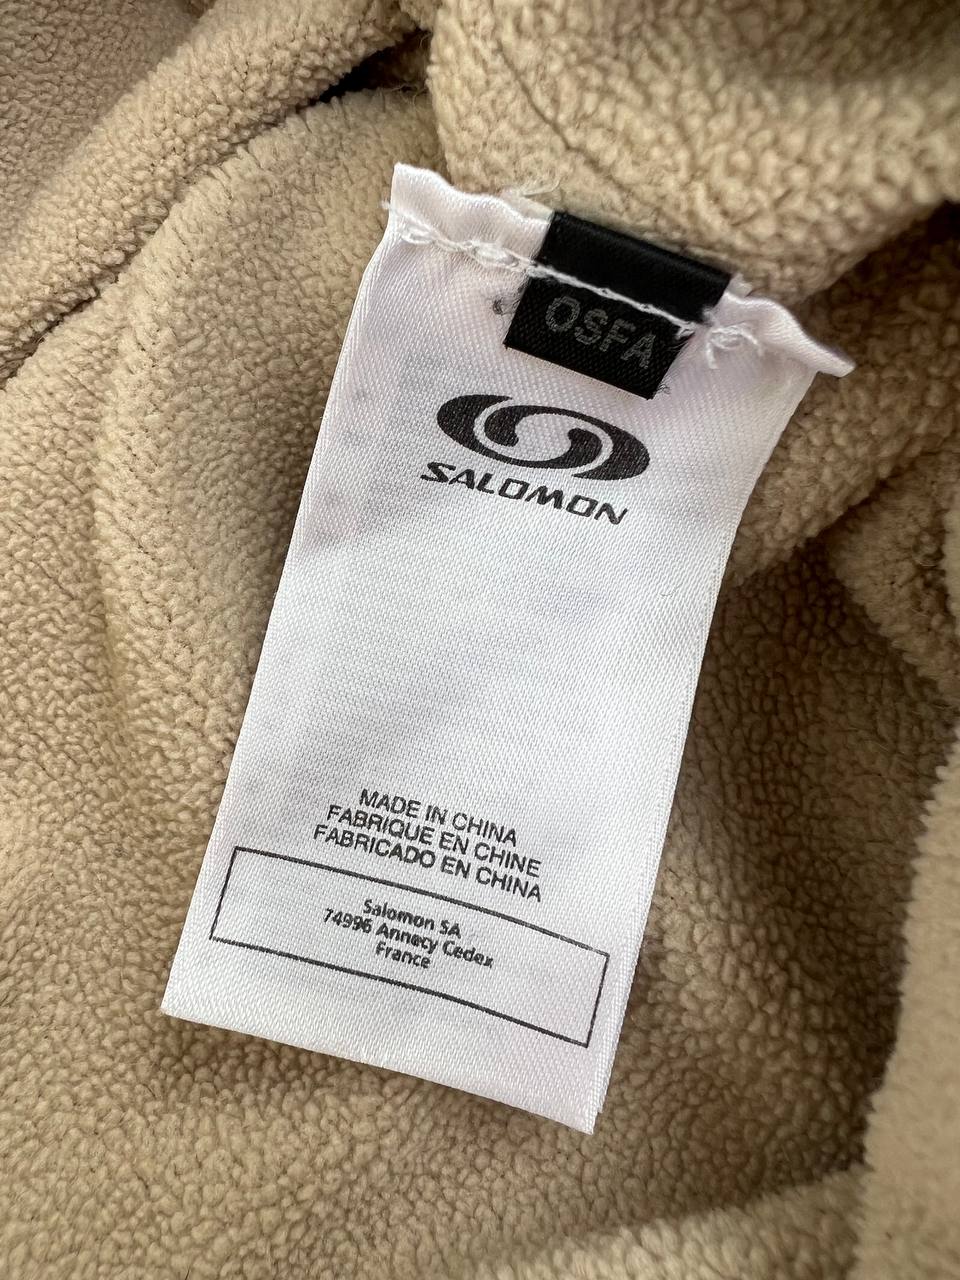 OSFA
SALOMON
MADE IN CHINA
FABRIQUE EN CHINE
FABRICADO EN CHINA
Salomon SA
74996 Annecy Cedex
France